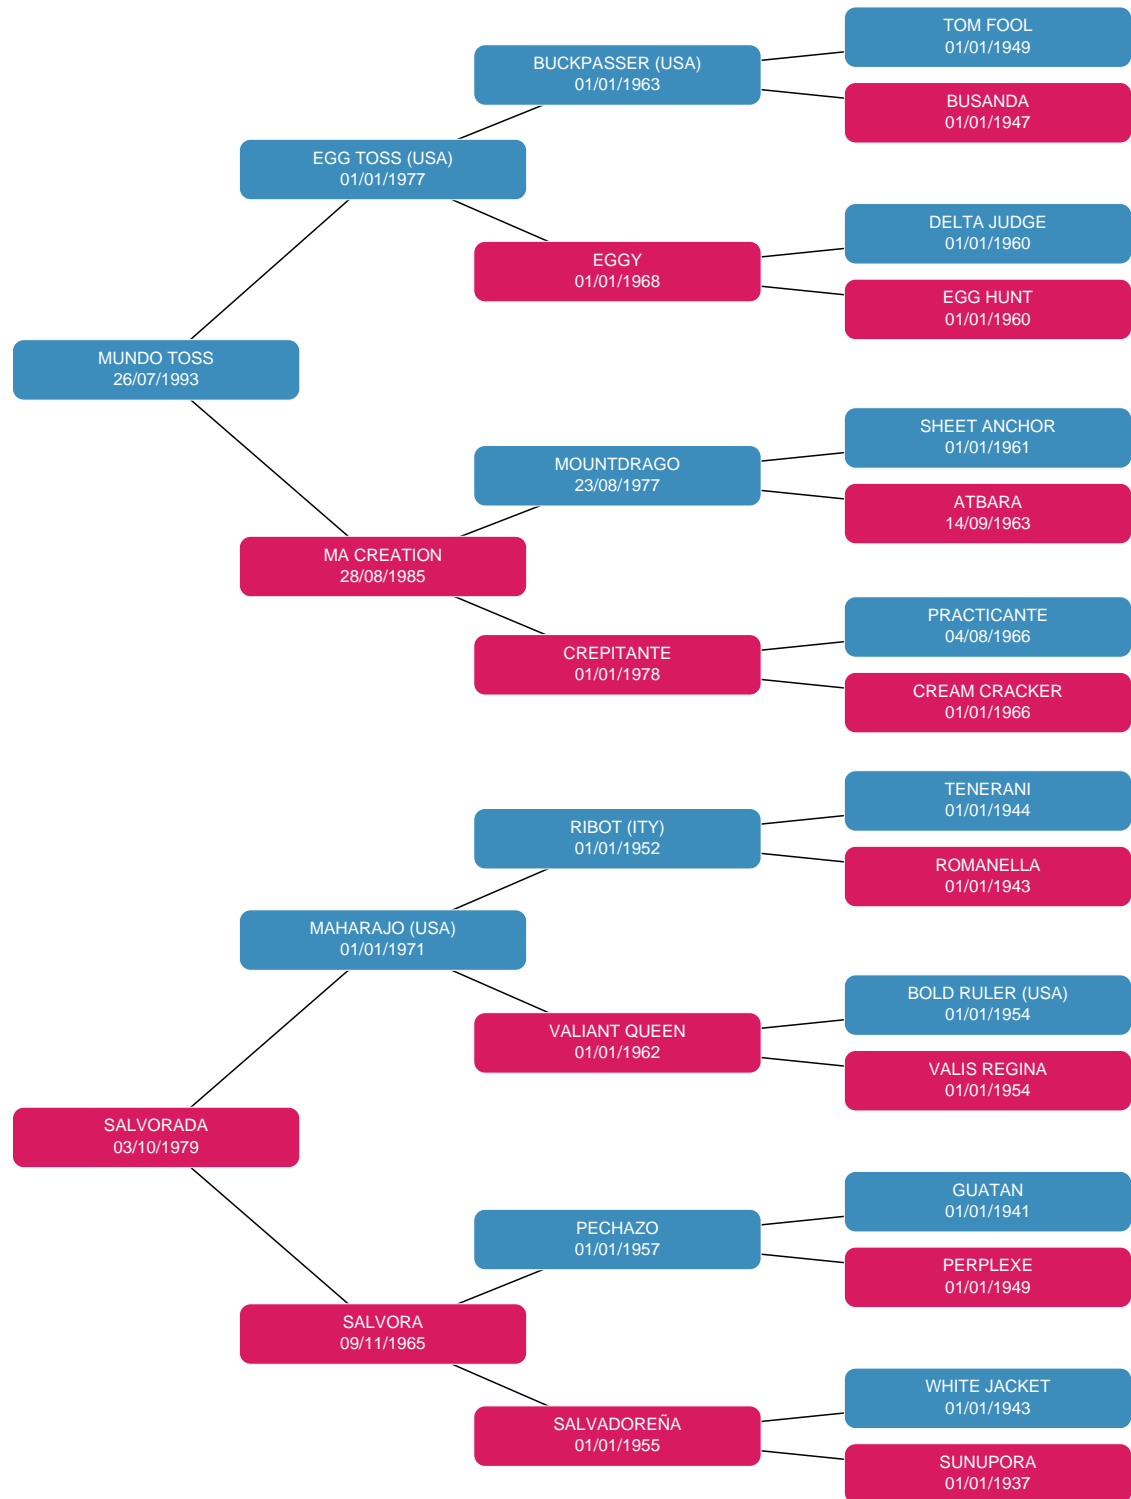 TOM FOOL
01/01/1949
BUCKPASSER (USA)
01/01/1963
BUSANDA
01/01/1947
EGG TOSS (USA)
01/01/1977
DELTA JUDGE
01/01/1960
EGGY
01/01/1968
EGG HUNT
01/01/1960
MUNDO TOSS
26/07/1993
SHEET ANCHOR
01/01/1961
MOUNTDRAGO
23/08/1977
ATBARA
14/09/1963
MA CREATION
28/08/1985
PRACTICANTE
04/08/1966
CREPITANTE
01/01/1978
CREAM CRACKER
01/01/1966
TENERANI
01/01/1944
RIBOT (ITY)
01/01/1952
ROMANELLA
01/01/1943
MAHARAJO (USA)
01/01/1971
BOLD RULER (USA)
01/01/1954
VALIANT QUEEN
01/01/1962
VALIS REGINA
01/01/1954
SALVORADA
03/10/1979
GUATAN
01/01/1941
PECHAZO
01/01/1957
PERPLEXE
01/01/1949
SALVORA
09/11/1965
WHITE JACKET
01/01/1943
SALVADOREÑA
01/01/1955
SUNUPORA
01/01/1937